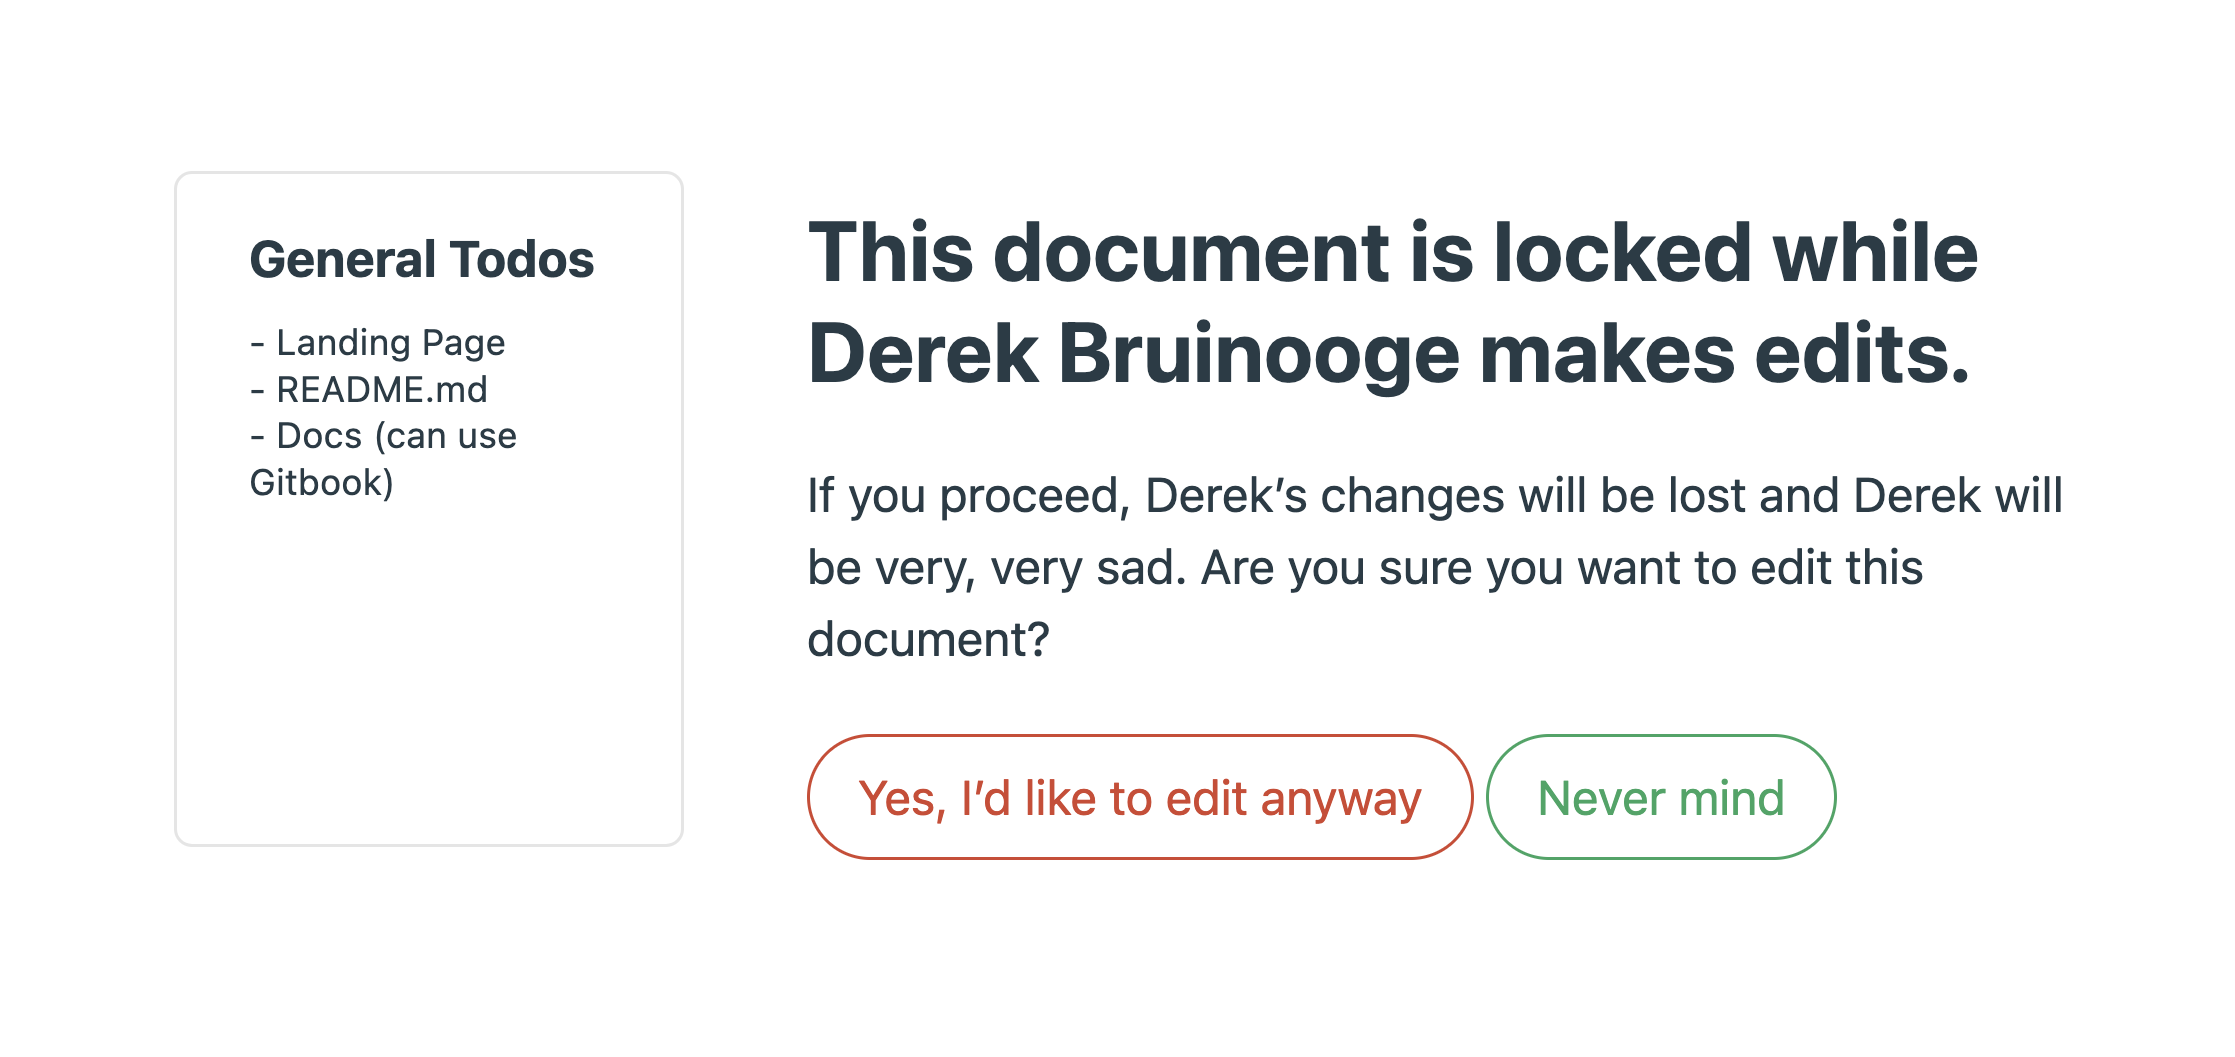 General Todos
- Landing Page
- README.md
- Docs (can use
Gitbook)
This document is locked while
Derek Bruinooge makes edits.
If you proceed, Derek’s changes will be lost and Derek will
be very, very sad. Are you sure you want to edit this
document?
Yes, I’d like to edit anyway
Never mind